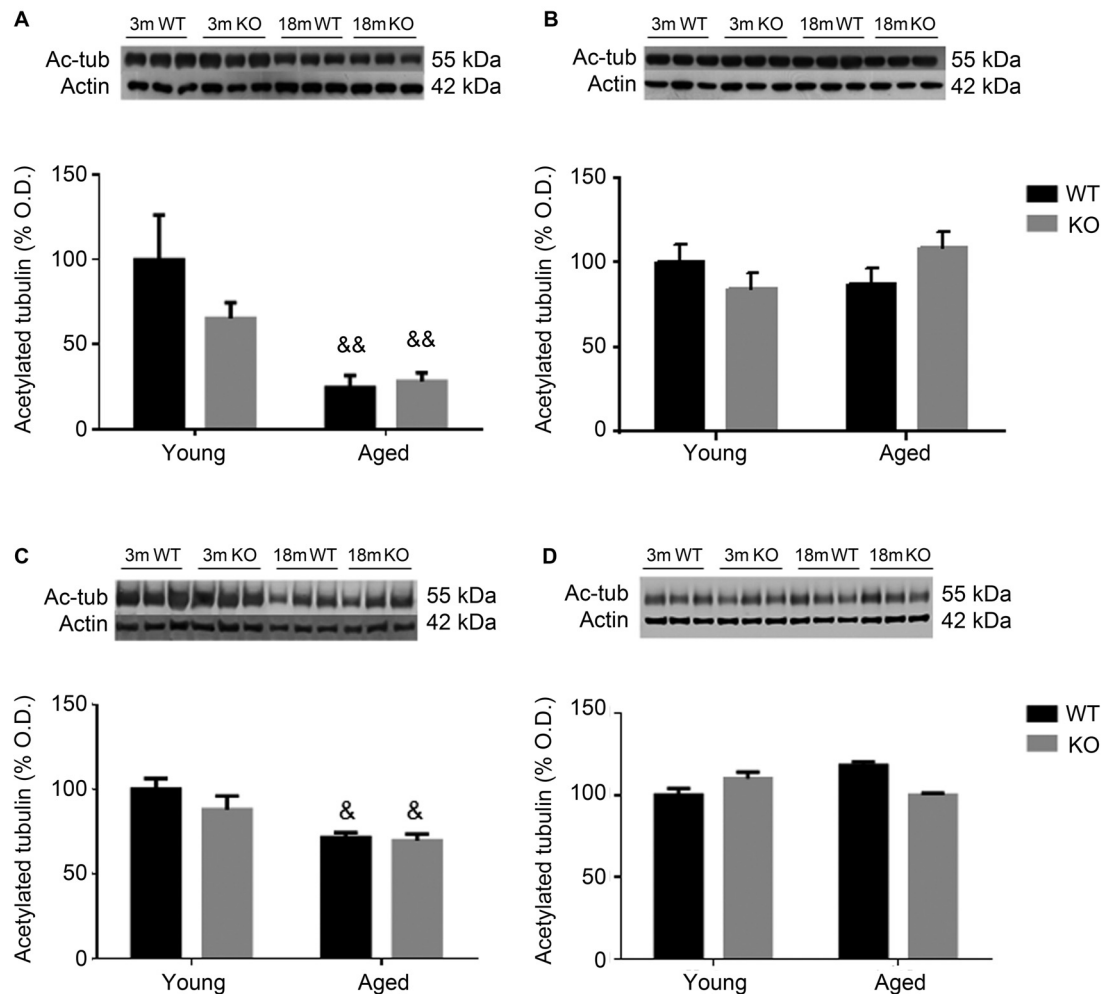 A
3m WT 3m KO 18m WT 18m KO
Ac-tub 55 kDa
Actin 42 kDa
Acetylated tubulin (% O.D.)
150
100
50
0
&& &&
Young Aged
B
3m WT 3m KO 18m WT 18m KO
Ac-tub 55 kDa
Actin 42 kDa
Acetylated tubulin (% O.D.)
150
100
50
0
Young Aged
WT
KO
C
3m WT 3m KO 18m WT 18m KO
Ac-tub 55 kDa
Actin 42 kDa
Acetylated tubulin (% O.D.)
150
100
50
0
& &
Young Aged
D
3m WT 3m KO 18m WT 18m KO
Ac-tub 55 kDa
Actin 42 kDa
Acetylated tubulin (% O.D.)
150
100
50
0
Young Aged
WT
KO